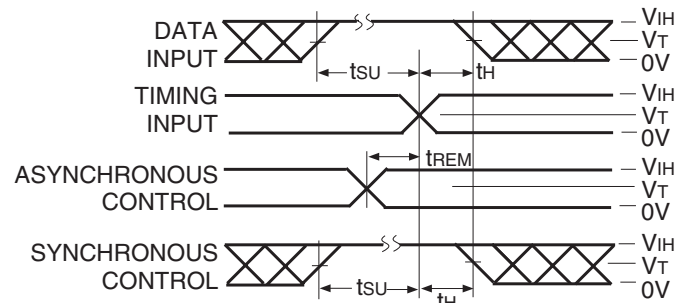 DATA INPUT
VIH
VT
0V
tSU
tH
TIMING INPUT
VIH
VT
0V
tREM
ASYNCHRONOUS CONTROL
VIH
VT
0V
SYNCHRONOUS CONTROL
VIH
VT
0V
tSU
tH